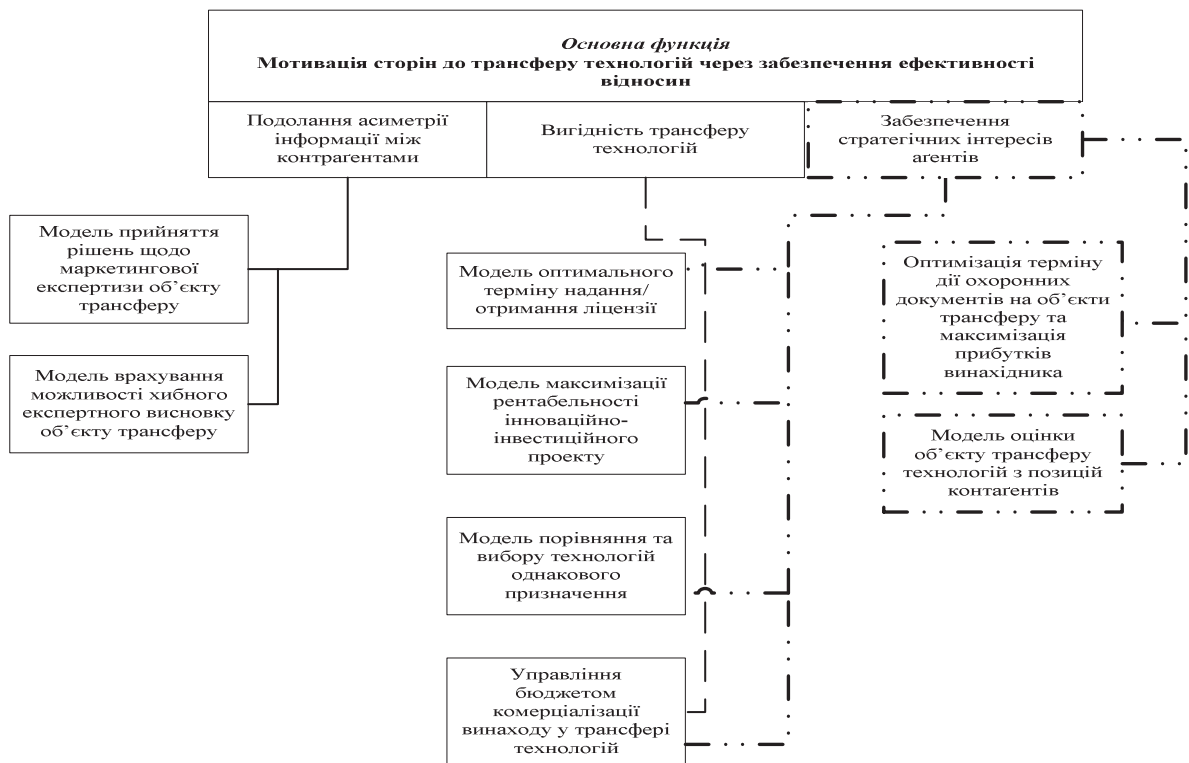 Основна функція
Мотивація сторін до трансферу технологій через забезпечення ефективності
відносин
Подолання асиметрії
інформації між
контраґентами
Вигідність трансферу
технологій
Забезпечення
стратегічних інтересів
аґентів
Модель прийняття
рішень щодо
маркетингової
експертизи об’єкту
трансферу
Модель врахування
можливості хибного
експертного висновку
об’єкту трансферу
Модель оптимального
терміну надання/
отримання ліцензії
Модель максимізації
рентабельності
інноваційно-
інвестиційного
проекту
Модель порівняння та
вибору технологій
однакового
призначення
Управління
бюджетом
комерціалізації
винаходу у трансфері
технологій
Оптимізація терміну
дії охоронних
документів на об’єкти
трансферу та
максимізація
прибутків
винахідника
Модель оцінки
об’єкту трансферу
технологій з позицій
контаґентів